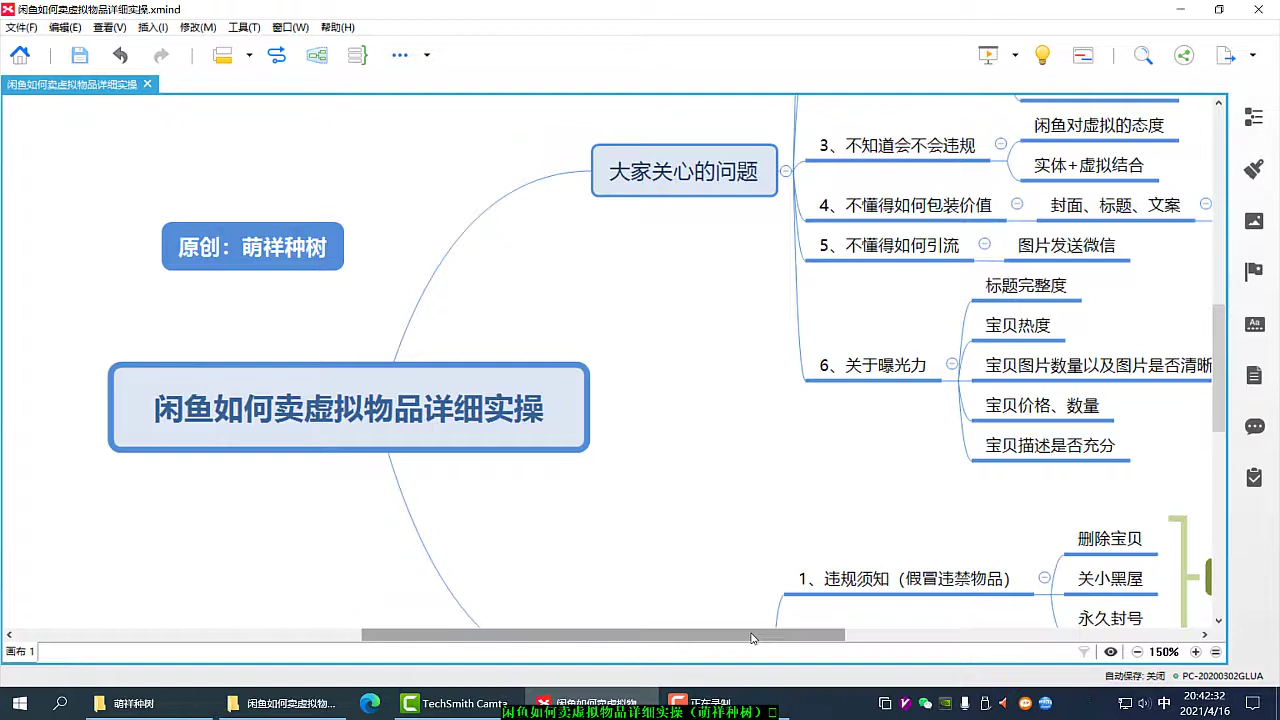 闲鱼如何卖虚拟物品详细实操.xmind
文件(F) 编辑(E) 查看(V) 插入(I) 修改(M) 工具(T) 窗口(W) 帮助(H)
闲鱼如何卖虚拟物品详细实操
闲鱼对虚拟的态度
3、不知道会不会违规
大家关心的问题
实体+虚拟结合
4、不懂得如何包装价值
封面、标题、文案
原创：萌祥种树
5、不懂得如何引流
图片发送微信
标题完整度
宝贝热度
6、关于曝光力
宝贝图片数量以及图片是否清晰
闲鱼如何卖虚拟物品详细实操
宝贝价格、数量
宝贝描述是否充分
删除宝贝
1、违规须知（假冒违禁物品）
关小黑屋
永久封号
画布 1
150%
自动保存: 关闭 PC-20200302GLUA
萌祥种树
闲鱼如何卖虚拟物...
TechSmith Camta
闲鱼如何卖虚拟物
正在录制
中
20:42:32
2021/4/16
闲鱼如何卖虚拟物品详细实操（萌祥种树）